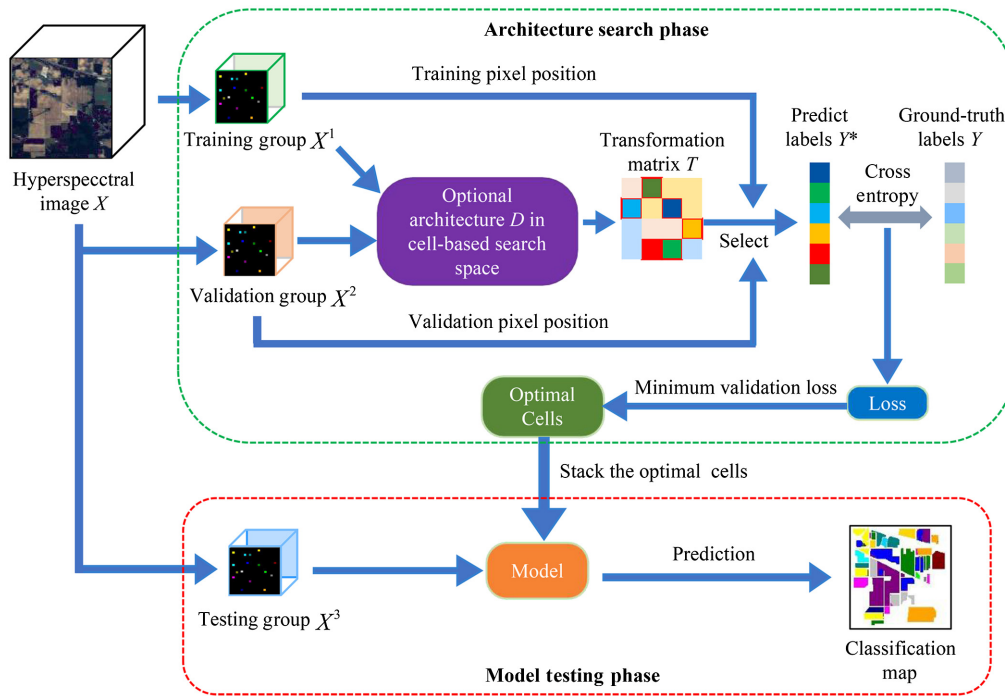 Architecture search phase
Training pixel position
Training group X¹
Hyperspecctral
image X
Optional
architecture D in
cell-based search
space
Transformation
matrix T
Select
Predict
labels Y*
Ground-truth
labels Y
Cross
entropy
Validation group X²
Validation pixel position
Minimum validation loss
Optimal
Cells
Loss
Stack the optimal cells
Testing group X³
Model
Prediction
Classification
map
Model testing phase